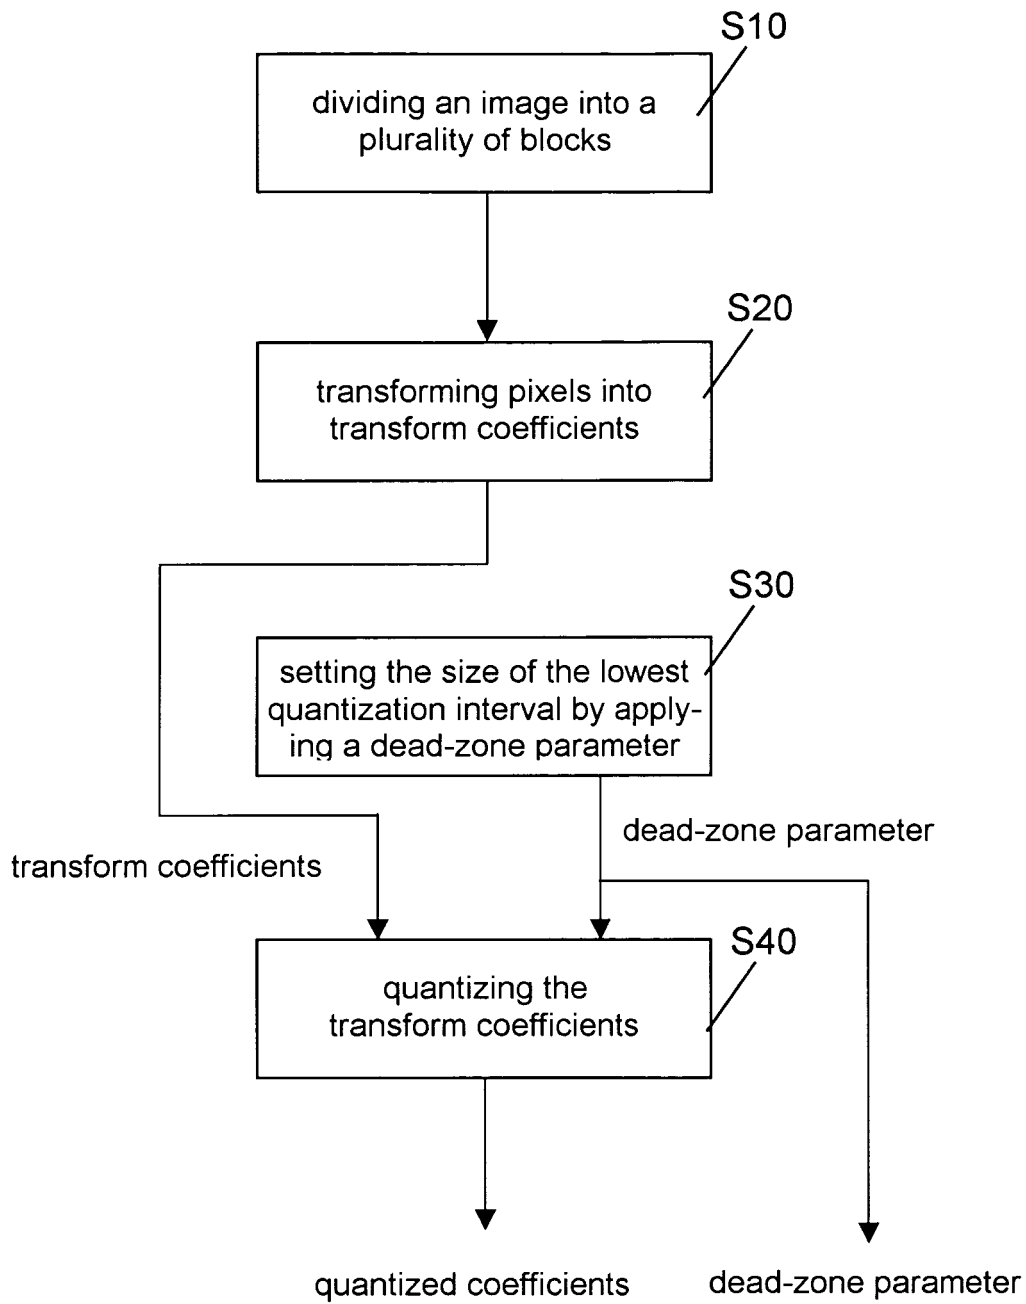 S10
dividing an image into a
plurality of blocks
S20
transforming pixels into
transform coefficients
S30
setting the size of the lowest
quantization interval by apply-
ing a dead-zone parameter
dead-zone parameter
transform coefficients
S40
quantizing the
transform coefficients
quantized coefficients
dead-zone parameter